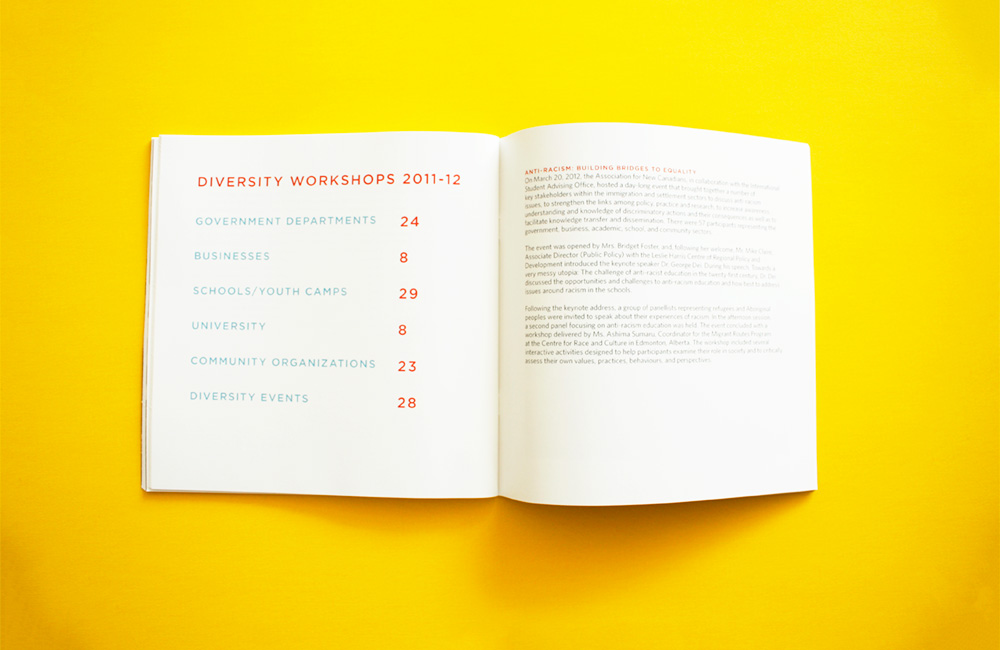 DIVERSITY WORKSHOPS 2011-12
GOVERNMENT DEPARTMENTS 24
BUSINESSES 8
SCHOOLS/YOUTH CAMPS 29
UNIVERSITY 8
COMMUNITY ORGANIZATIONS 23
DIVERSITY EVENTS 28
ANTI-RACISM: BUILDING BRIDGES TO EQUALITY
On March 20, 2012, the Association for New Canadians, in collaboration with the International
Student Advising Office, hosted a day-long event that brought together a number of
key stakeholders within the immigration and settlement sectors to discuss anti-racism
issues, to strengthen the links among policy, practice and research, to increase awareness,
understanding and knowledge of discriminatory actions and their consequences as well as to
facilitate knowledge transfer and dissemination. There were 57 participants representing the
government, business, academic, school, and community sectors.
The event was opened by Mrs. Bridget Foster, and following her welcome, Mr. Mike Clair,
Associate Director (Public Policy) with the Leslie Harris Centre of Regional Policy and
Development introduced the keynote speaker Dr. George Dei. During his speech, Towards a
very messy utopia: The challenge of anti-racist education in the twenty first century, Dr. Dei
discussed the opportunities and challenges to anti-racism education and how best to address
issues around racism in the schools.
Following the keynote address, a group of panellists representing refugees and Aboriginal
peoples were invited to speak about their experiences of racism. In the afternoon session,
a second panel focusing on anti-racism education was held. The event concluded with a
workshop delivered by Ms. Ashima Sumaru, Coordinator for the Migrant Routes Program
at the Centre for Race and Culture in Edmonton, Alberta. The workshop included several
interactive activities designed to help participants examine their role in society and to critically
assess their own values, practices, behaviours, and perspectives.